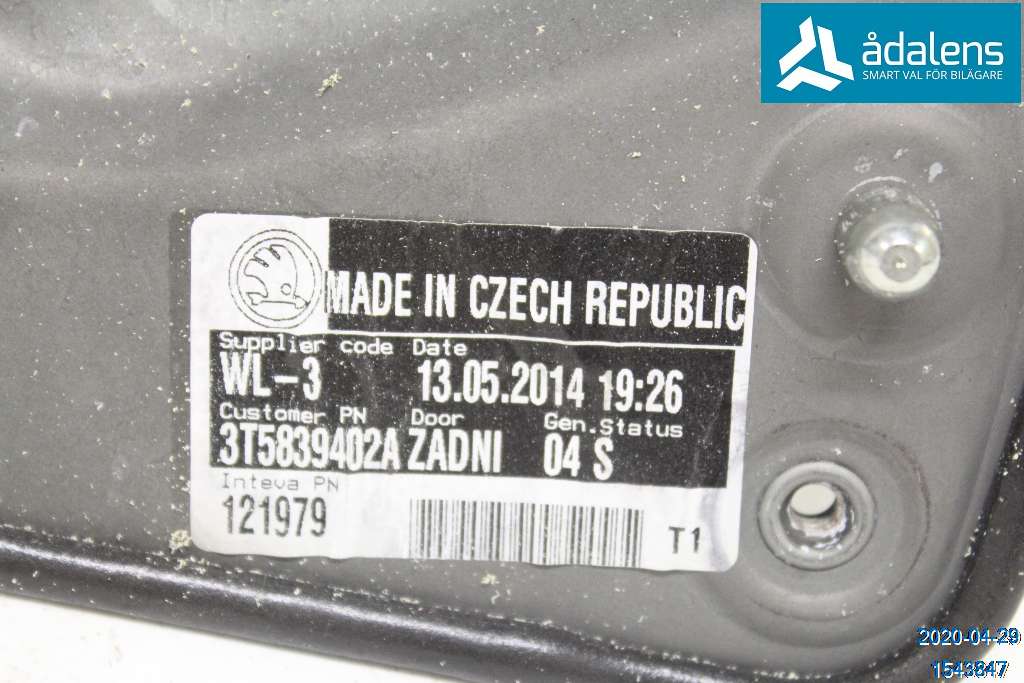 ådalens
SMART VAL FÖR BILÄGARE
MADE IN CZECH REPUBLIC
Supplier code Date
WL-3 13.05.2014 19:26
Customer PN Door Gen.Status
3T5839402A ZADNI 04 S
Inteva PN
121979
T1
2020-04-29
1543847